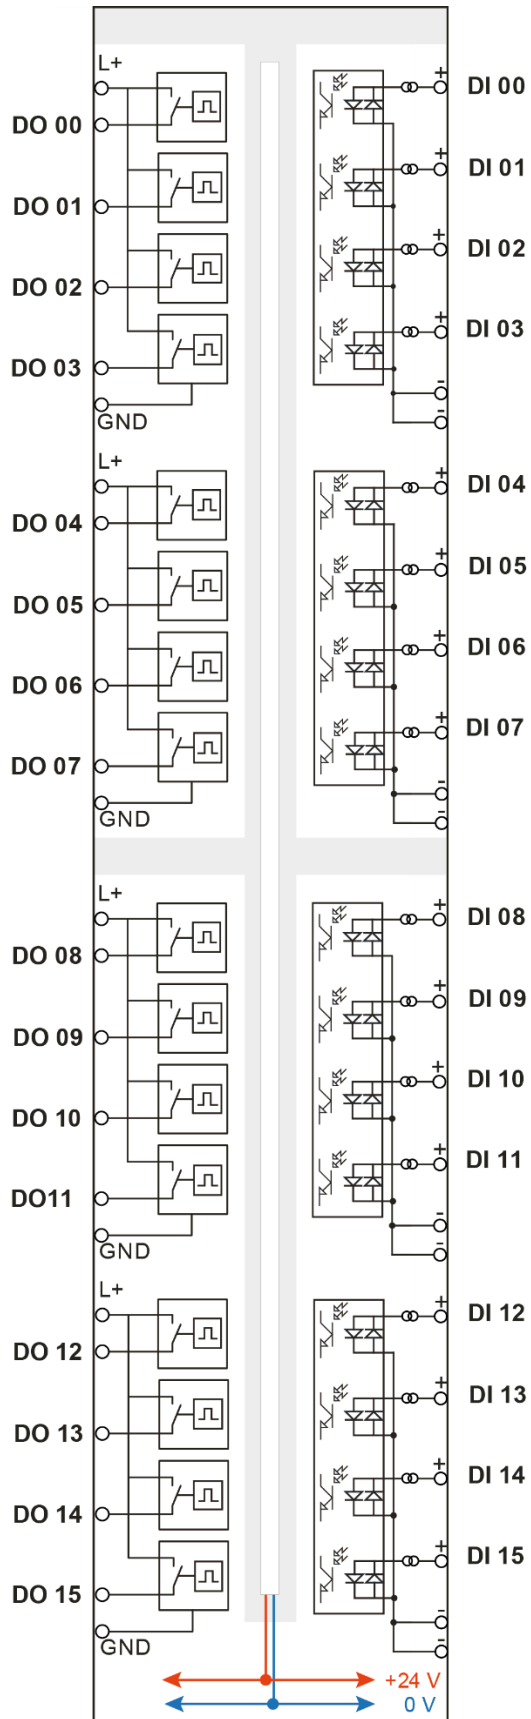 L+
DO 00
DO 01
DO 02
DO 03
GND
L+
DO 04
DO 05
DO 06
DO 07
GND
L+
DO 08
DO 09
DO 10
DO11
GND
L+
DO 12
DO 13
DO 14
DO 15
GND
+ DI 00
+ DI 01
+ DI 02
+ DI 03
-
-
+ DI 04
+ DI 05
+ DI 06
+ DI 07
-
-
+ DI 08
+ DI 09
+ DI 10
+ DI 11
-
-
+ DI 12
+ DI 13
+ DI 14
+ DI 15
-
-
+24 V
0 V